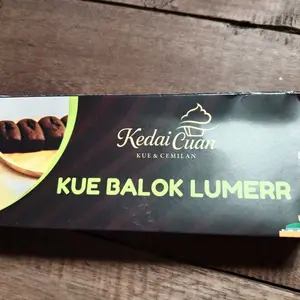 Kedai Cuan
KUE & CEMILAN
KUE BALOK LUMERR